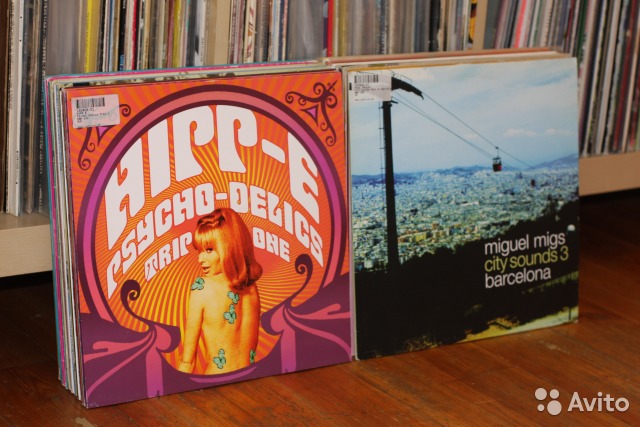 HIPP-E
PSYCHO-DELICS
TRIP ONE
miguel migs
city sounds 3
barcelona
Avito